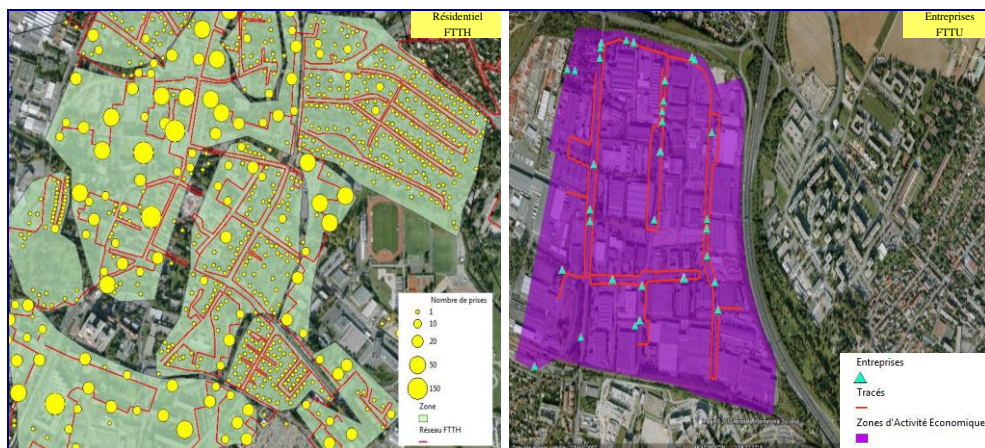 Résidentiel
FTTH
Nombre de prises
1
10
20
50
150
Zone
Réseau FTTH
Entreprises
FTTU
Entreprises
Tracés
Zones d'Activité Economique